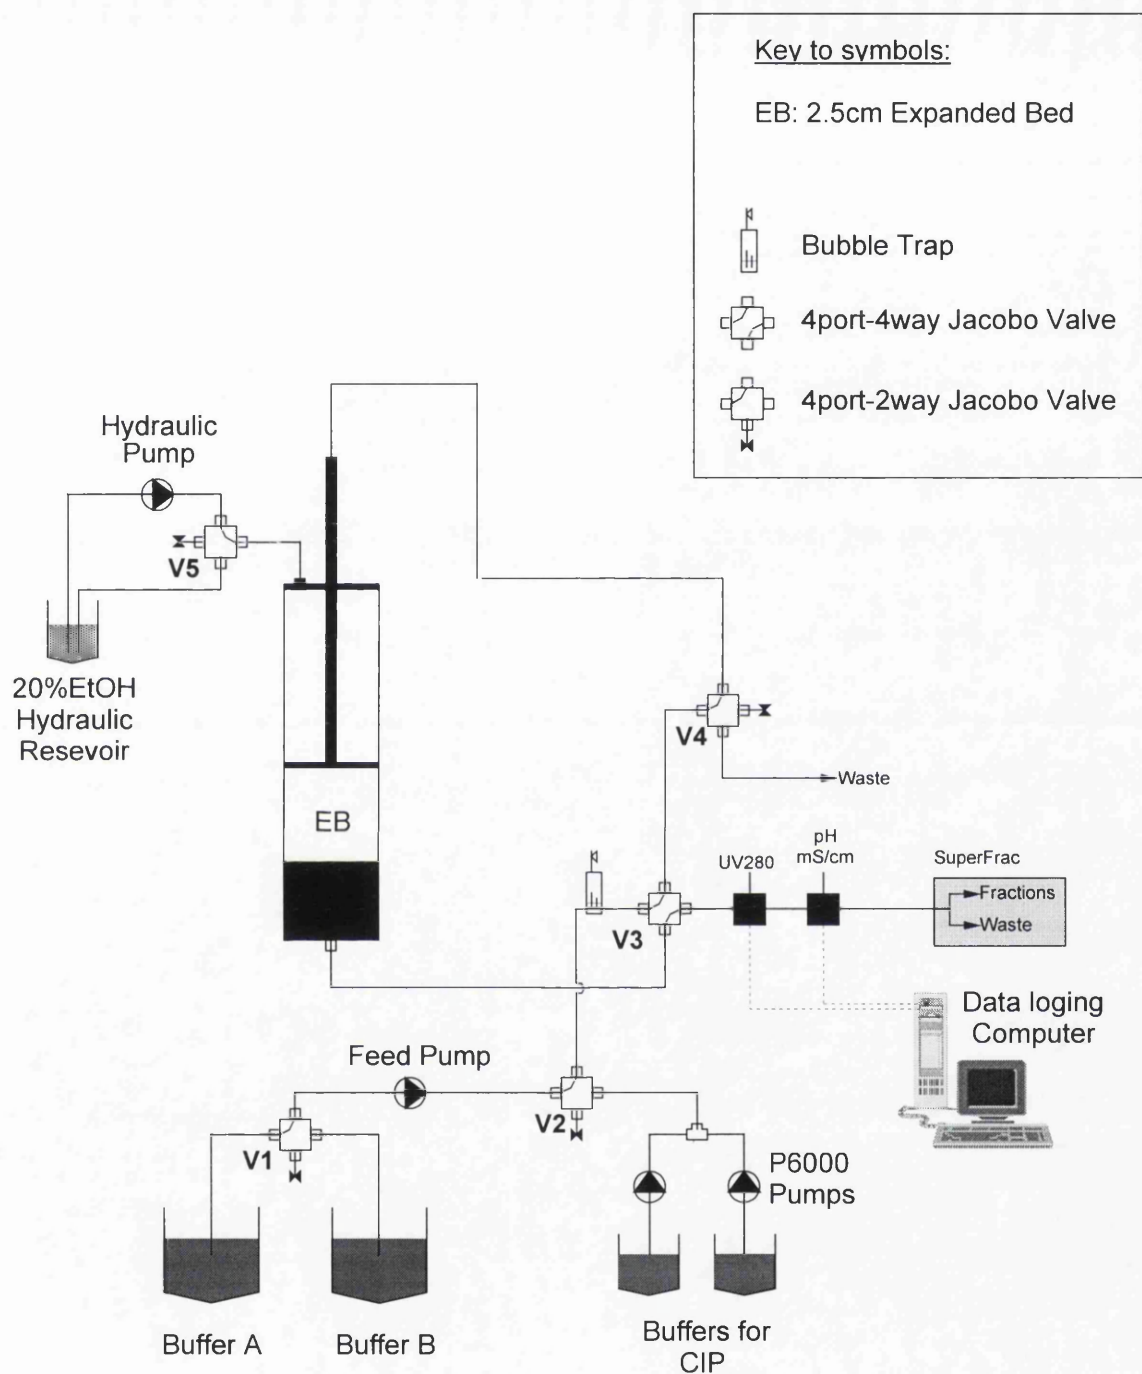 Key to symbols:
EB: 2.5cm Expanded Bed
Bubble Trap
4port-4way Jacobo Valve
4port-2way Jacobo Valve
Hydraulic
Pump
V5
20%EtOH
Hydraulic
Resevoir
EB
V4
Waste
UV280
pH
mS/cm
SuperFrac
Fractions
Waste
V3
Data loging
Computer
Feed Pump
V2
V1
P6000
Pumps
Buffer A
Buffer B
Buffers for
CIP